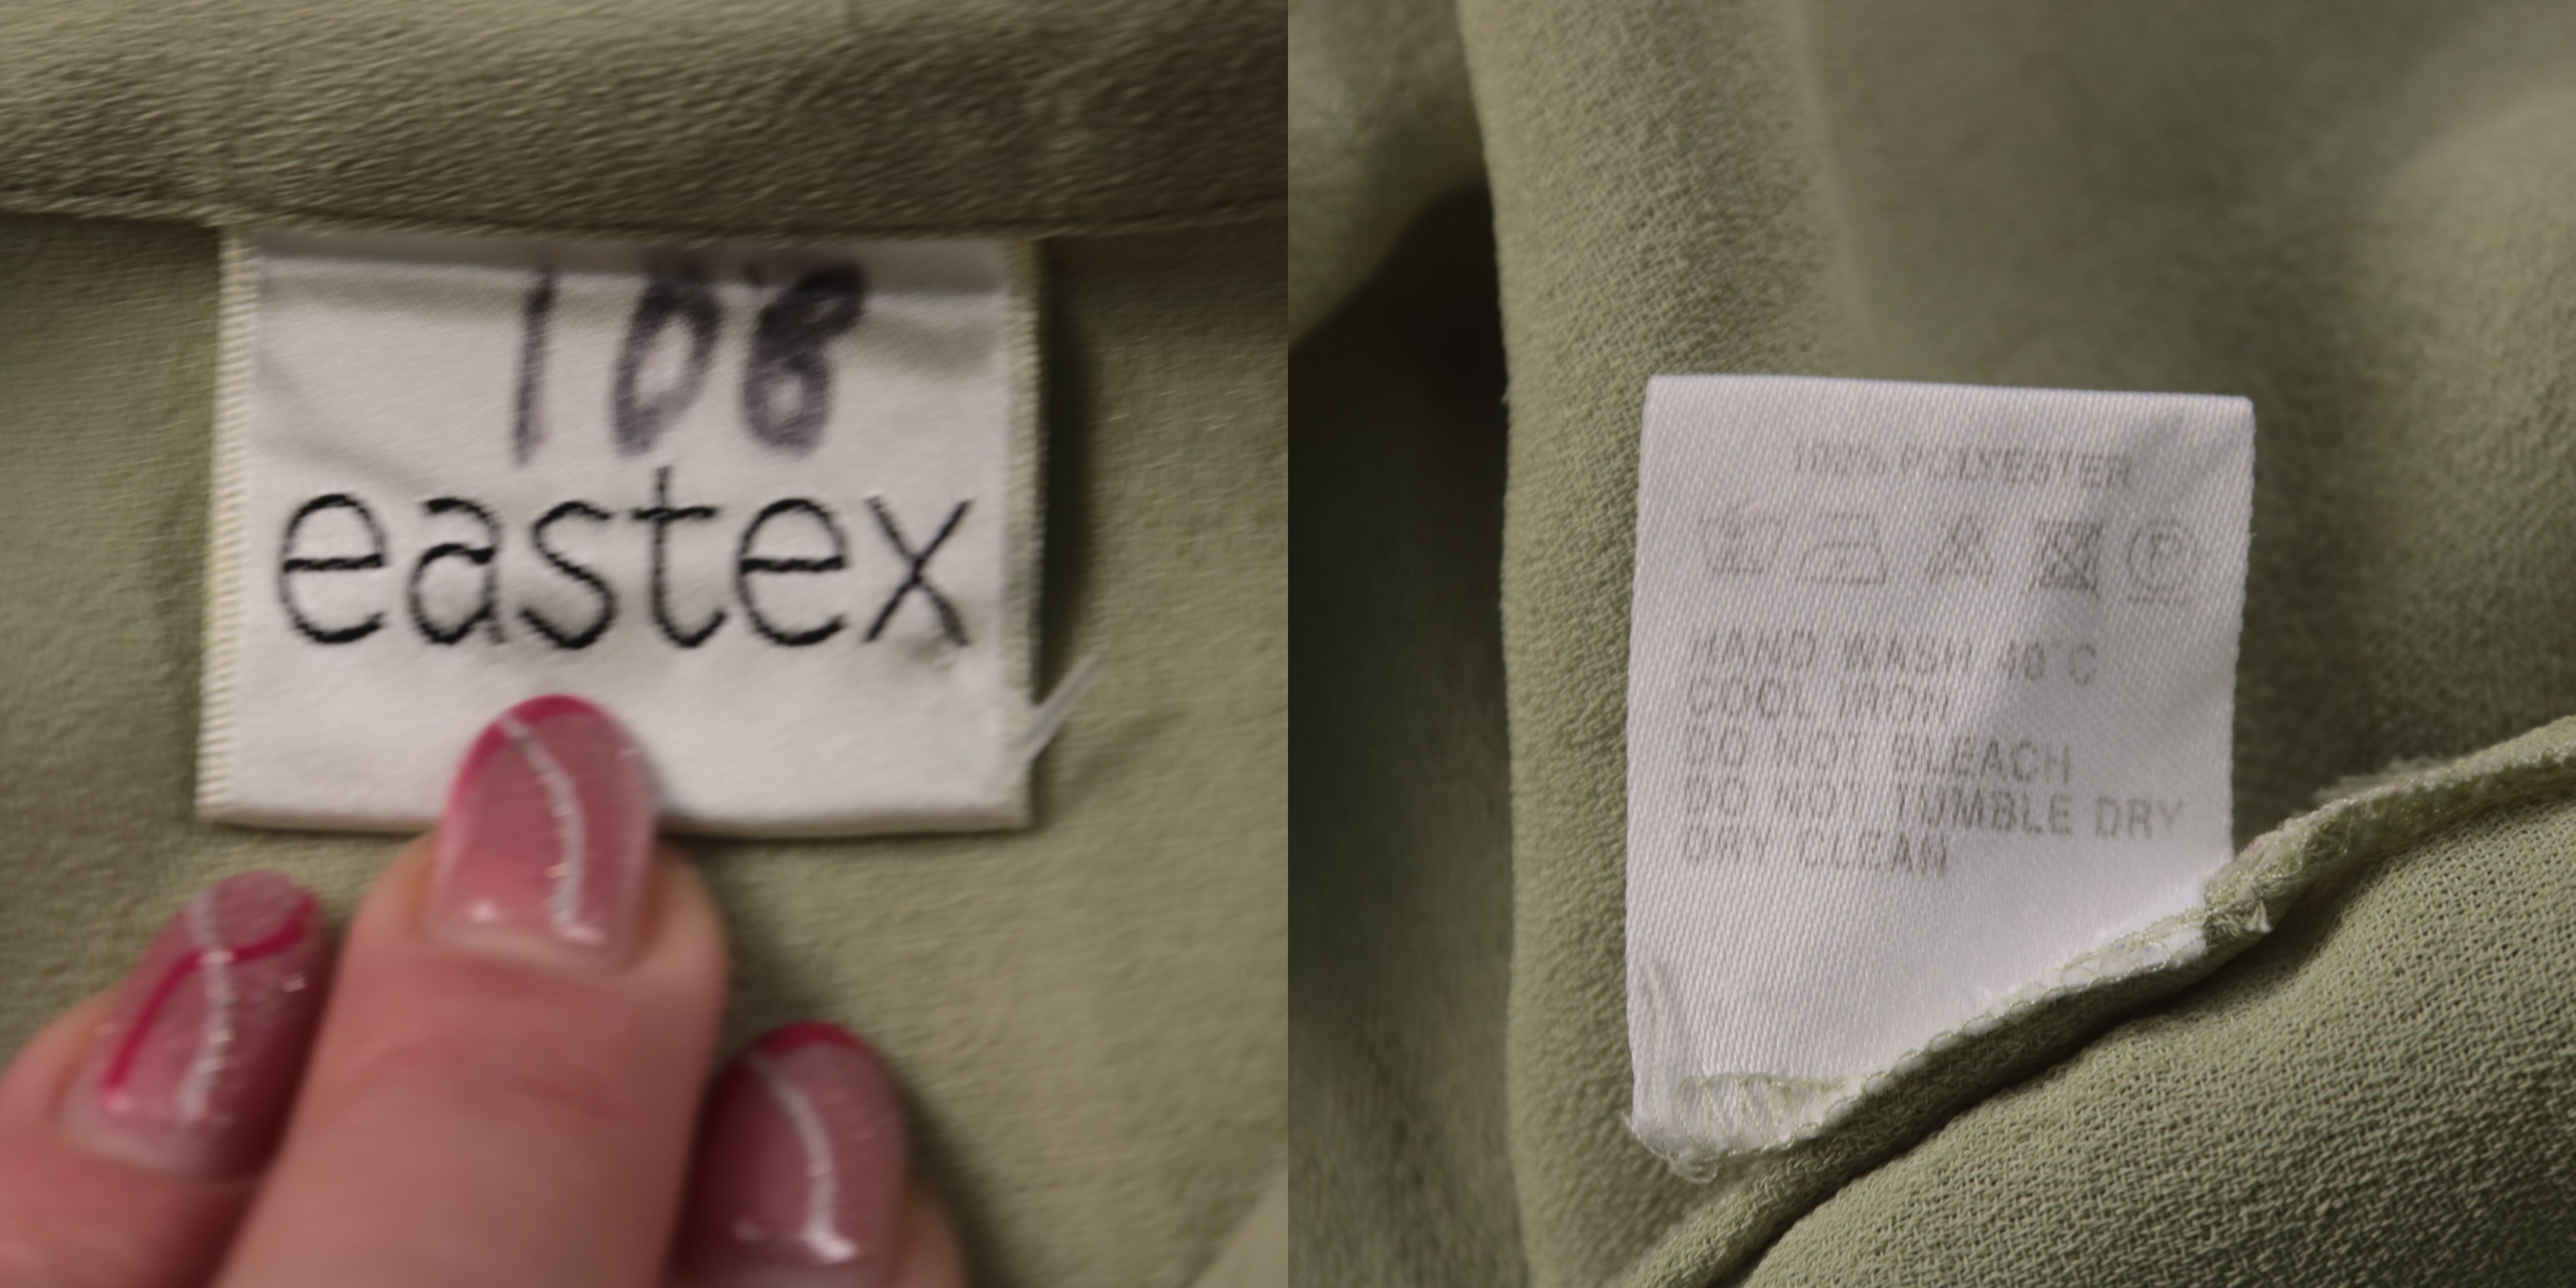 108
eastex
100% POLYESTER
P
HAND WASH 40°C
COOL IRON
DO NOT BLEACH
DO NOT TUMBLE DRY
DRY CLEAN